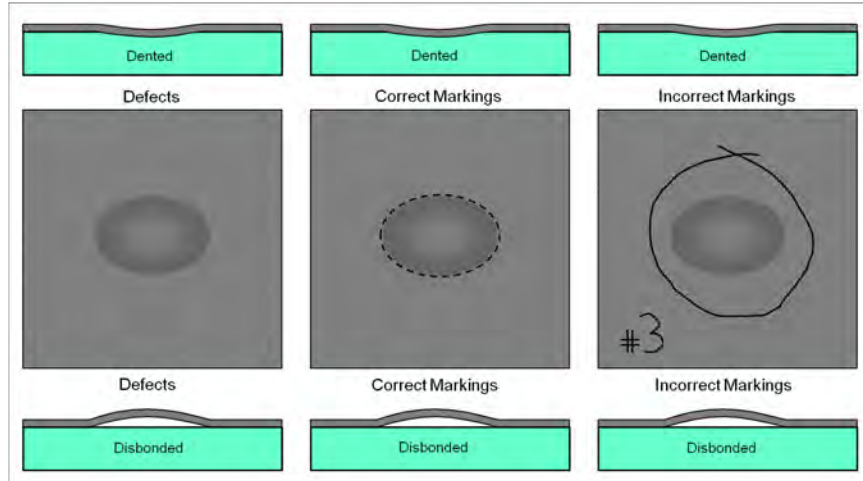 Dented Dented Dented
Defects Correct Markings Incorrect Markings
#3
Defects Correct Markings Incorrect Markings
Disbonded Disbonded Disbonded